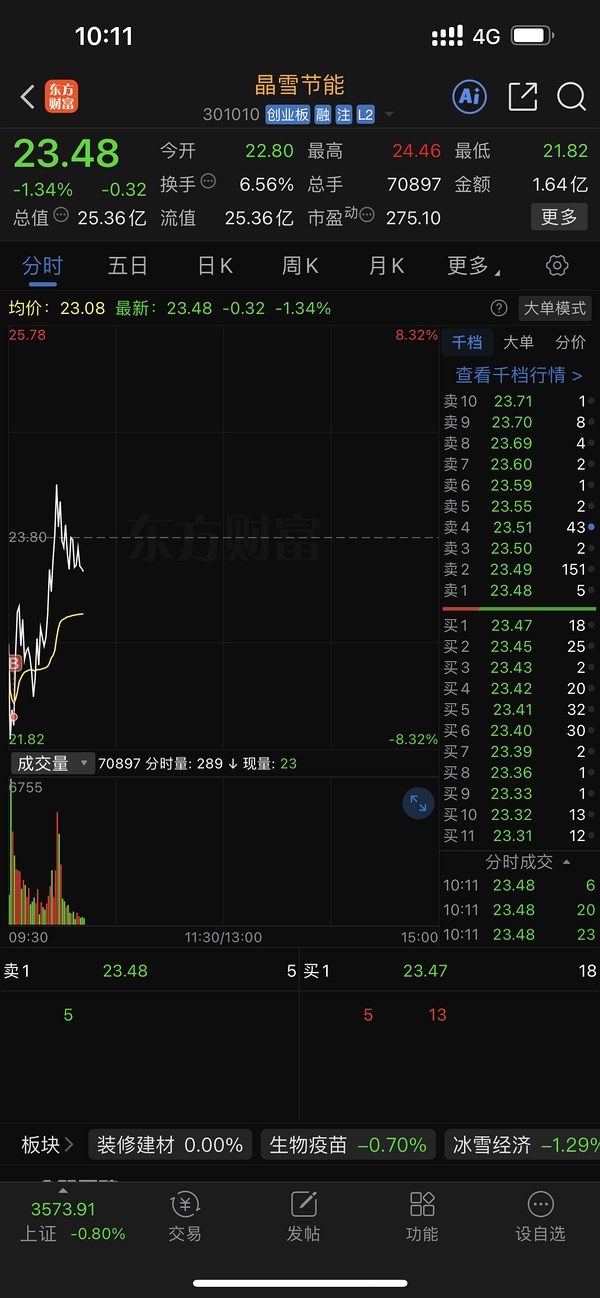 10:11 4G
东方财富 晶雪节能 Ai
301010 创业板 融 注 L2
23.48 今开 22.80 最高 24.46 最低 21.82
-1.34% -0.32 换手 6.56% 总手 70897 金额 1.64亿
总值 25.36亿 流值 25.36亿 市盈动 275.10 更多
分时 五日 日K 周K 月K 更多
均价: 23.08 最新: 23.48 -0.32 -1.34% ? 大单模式
25.78 8.32%
23.80
东方财富
B
21.82 -8.32%
成交量 70897 分时量: 289 ↓ 现量: 23
6755
09:30 11:30/13:00 15:00
千档 大单 分价
查看千档行情 >
卖10 23.71 1
卖9 23.70 8
卖8 23.69 4
卖7 23.60 2
卖6 23.59 1
卖5 23.55 2
卖4 23.51 43
卖3 23.50 2
卖2 23.49 151
卖1 23.48 5
买1 23.47 18
买2 23.45 25
买3 23.43 2
买4 23.42 20
买5 23.41 32
买6 23.40 30
买7 23.39 2
买8 23.36 1
买9 23.33 1
买10 23.32 13
买11 23.31 12
分时成交
10:11 23.48 6
10:11 23.48 20
10:11 23.48 23
卖1 23.48 5 买1 23.47 18
5 5 13
板块 装修建材 0.00% 生物疫苗 -0.70% 冰雪经济 -1.29%
3573.91
上证 -0.80% 交易 发帖 功能 设自选